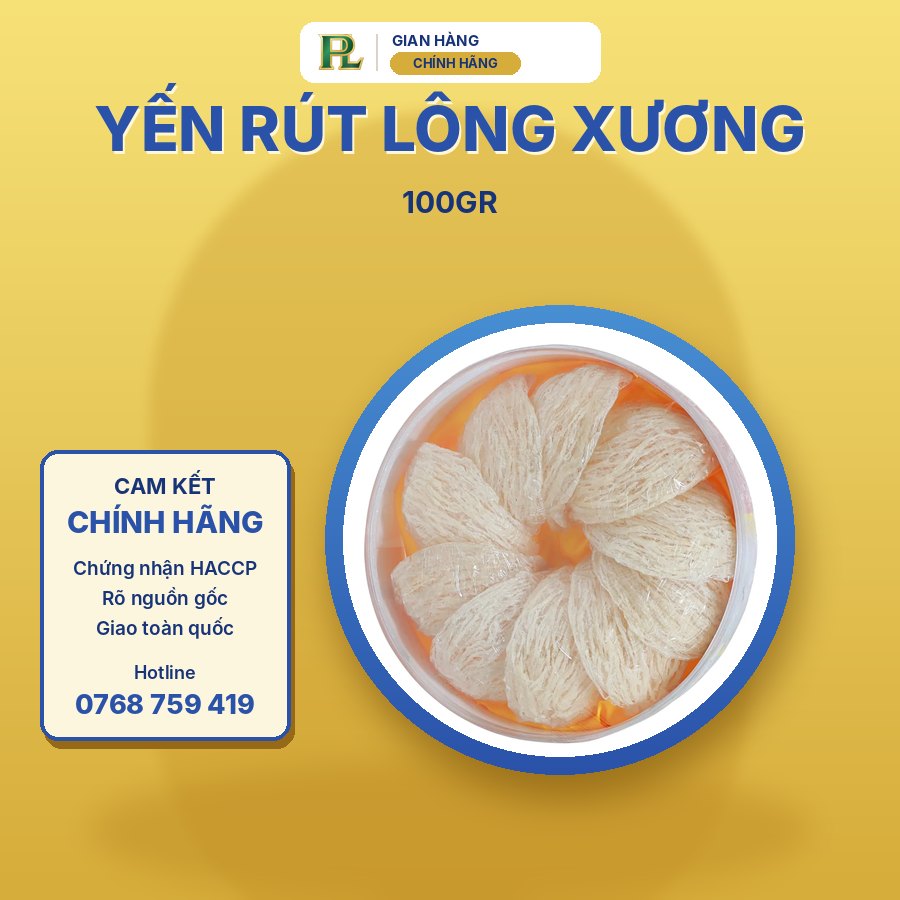 PL
GIAN HÀNG
CHÍNH HÃNG
YẾN RÚT LÔNG XƯƠNG
100GR
CAM KẾT
CHÍNH HÃNG
Chứng nhận HACCP
Rõ nguồn gốc
Giao toàn quốc
Hotline
0768 759 419